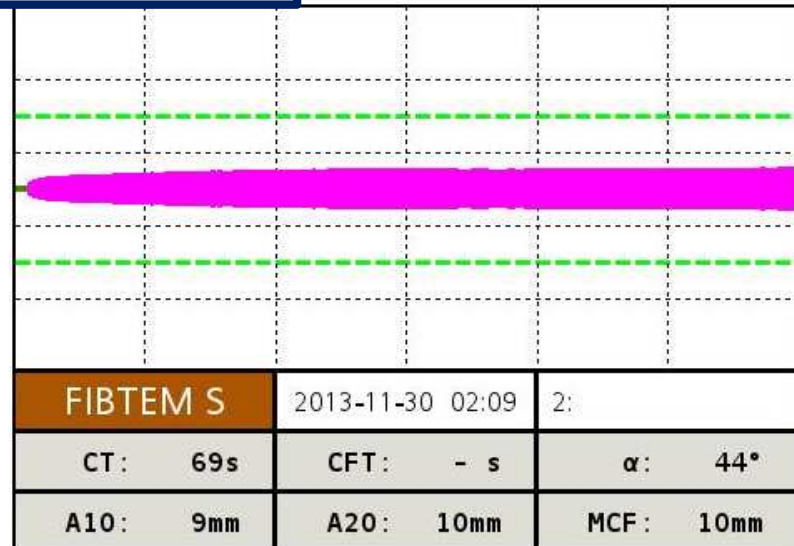 FIBTEM S 2013-11-30 02:09 2:
CT: 69s CFT: - s α: 44°
A10: 9mm A20: 10mm MCF: 10mm